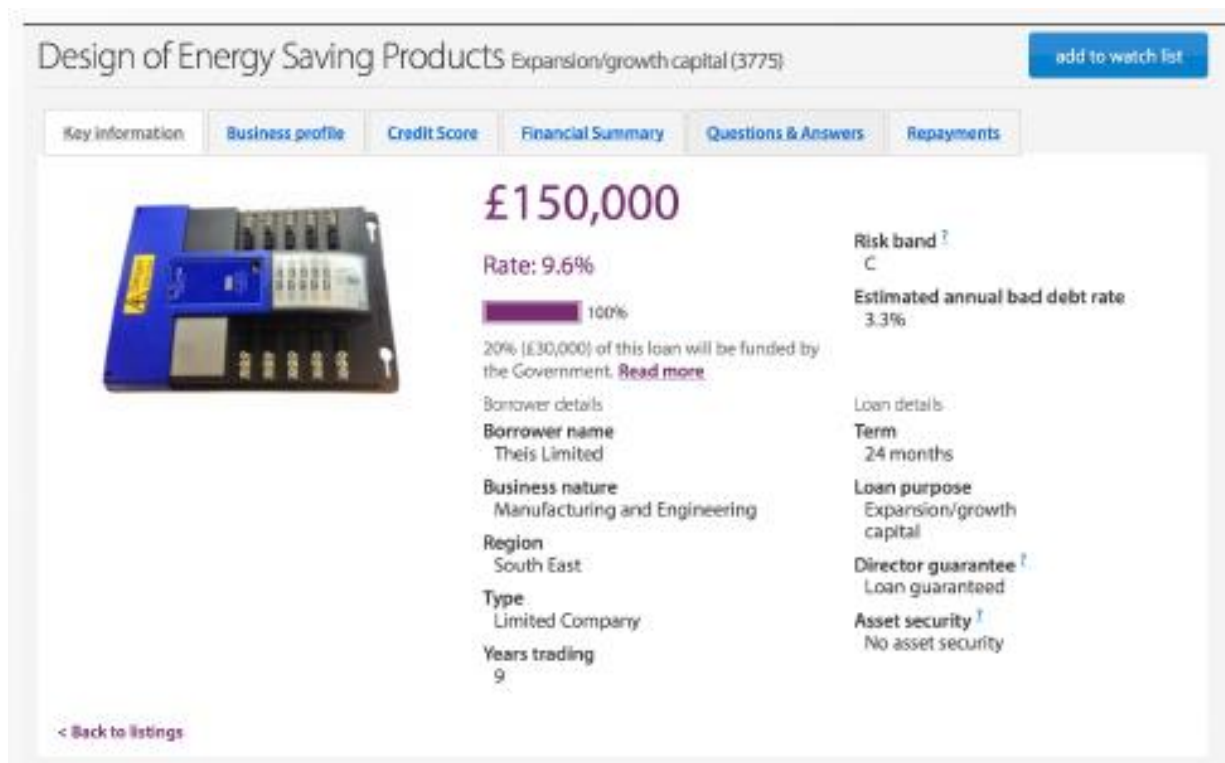 Design of Energy Saving Products Expansion/growth capital (3775)
add to watch list
Key information
Business profile
Credit Score
Financial Summary
Questions & Answers
Repayments
£150,000
Rate: 9.6%
100%
20% (£30,000) of this loan will be funded by
the Government. Read more
Borrower details
Borrower name
Theis Limited
Business nature
Manufacturing and Engineering
Region
South East
Type
Limited Company
Years trading
9
Risk band ?
C
Estimated annual bad debt rate
3.3%
Loan details
Term
24 months
Loan purpose
Expansion/growth
capital
Director guarantee ?
Loan guaranteed
Asset security ?
No asset security
< Back to listings